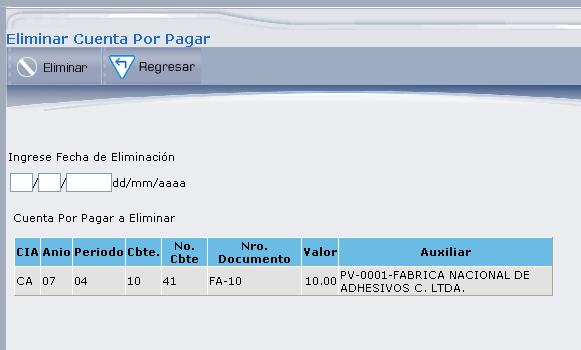 Eliminar Cuenta Por Pagar
Eliminar Regresar
Ingrese Fecha de Eliminación
/ / dd/mm/aaaa
Cuenta Por Pagar a Eliminar
CIA Anio Periodo Cbte. No. Cbte Nro. Documento Valor Auxiliar
CA 07 04 10 41 FA-10 10.00 PV-0001-FABRICA NACIONAL DE
ADHESIVOS C. LTDA.